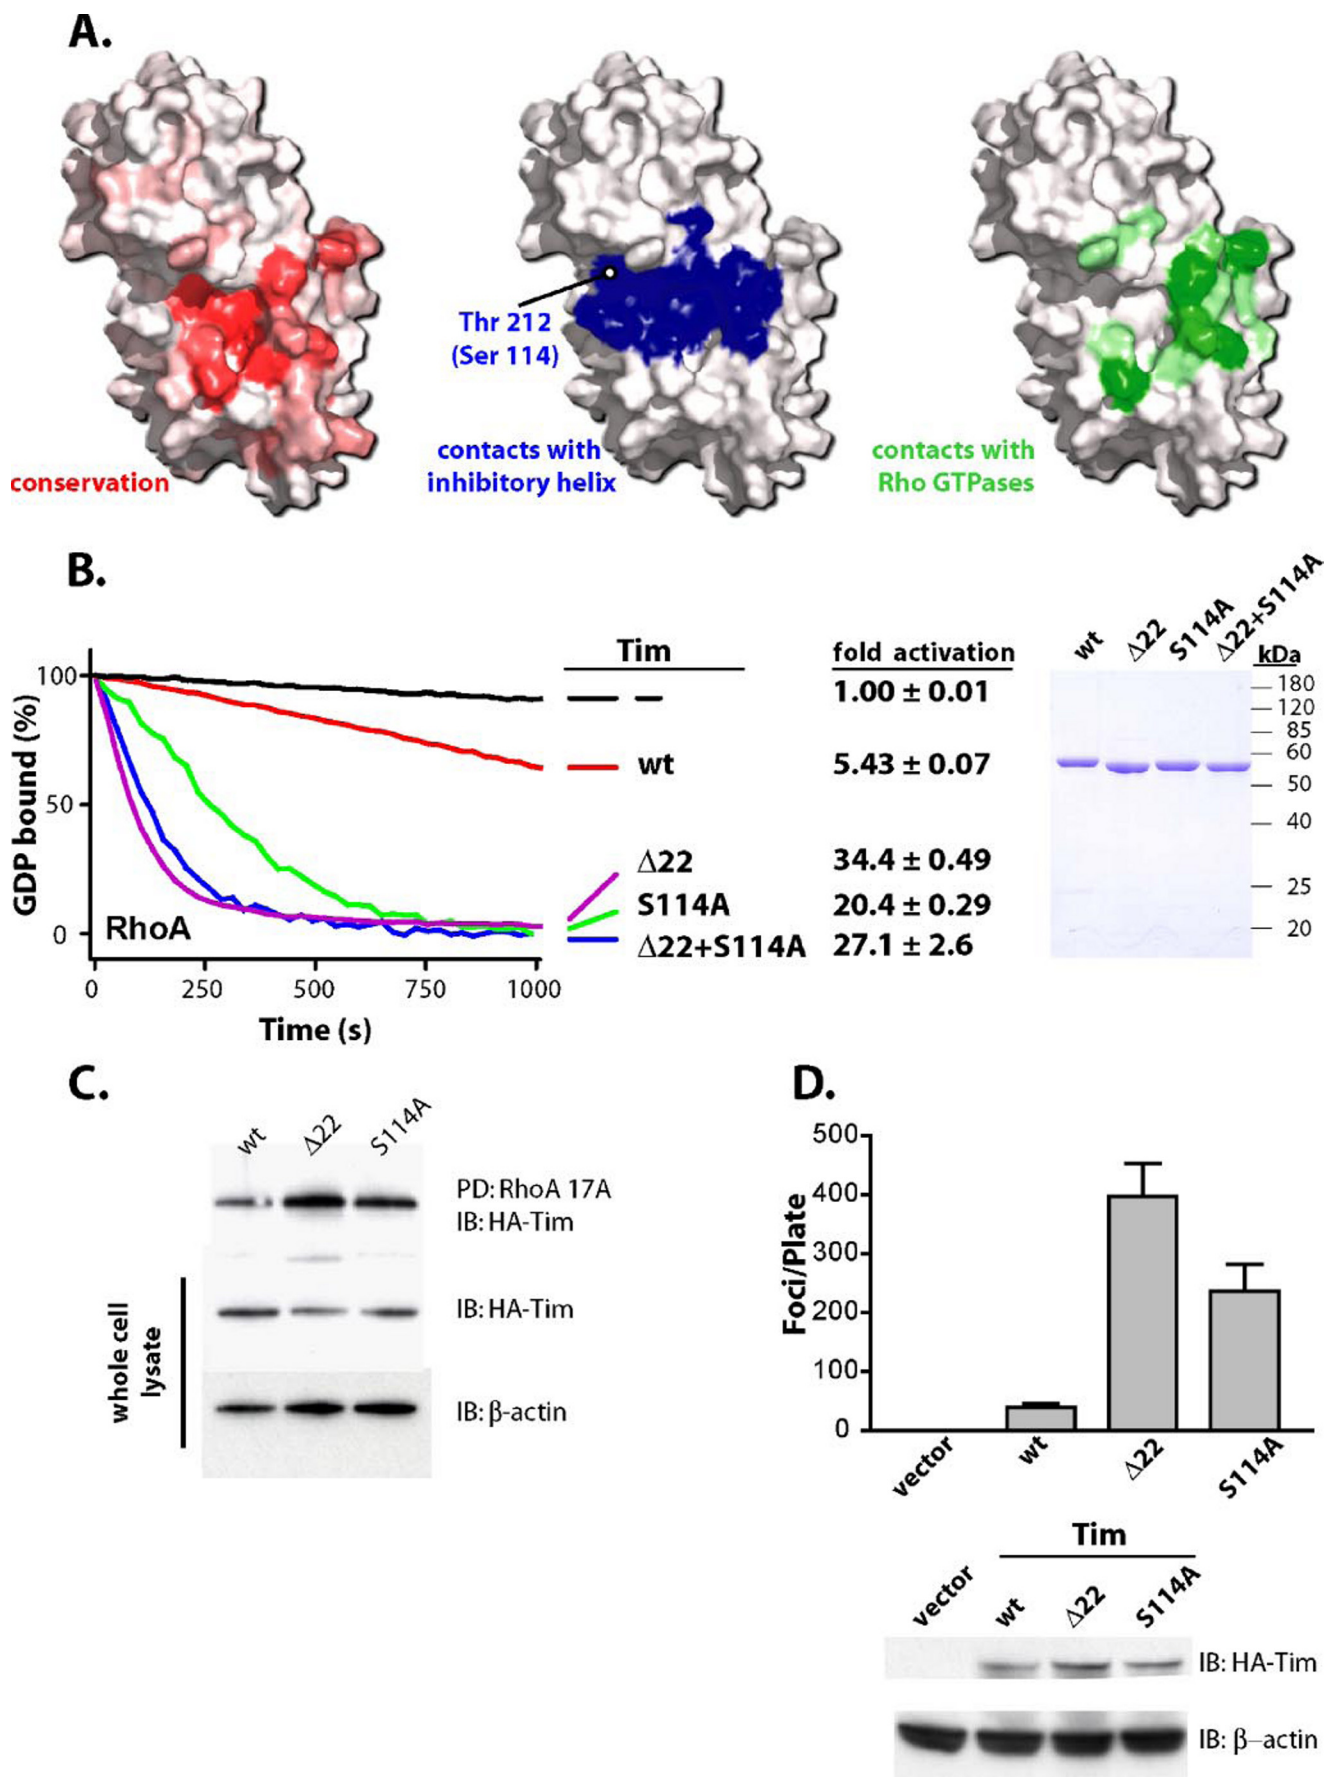 A.
Thr 212
(Ser 114)
conservation
contacts with
inhibitory helix
contacts with
Rho GTPases
B.
GDP bound (%)
100
50
0
RhoA
0 250 500 750 1000
Time (s)
Tim
fold activation
— 1.00 ± 0.01
wt 5.43 ± 0.07
Δ22 34.4 ± 0.49
S114A 20.4 ± 0.29
Δ22+S114A 27.1 ± 2.6
wt Δ22 S114A Δ22+S114A
kDa
180
120
85
60
50
40
25
20
C.
wt Δ22 S114A
PD: RhoA 17A
IB: HA-Tim
whole cell
lysate
IB: HA-Tim
IB: β-actin
D.
Foci/Plate
500
400
300
200
100
0
vector wt Δ22 S114A
Tim
vector wt Δ22 S114A
IB: HA-Tim
IB: β–actin